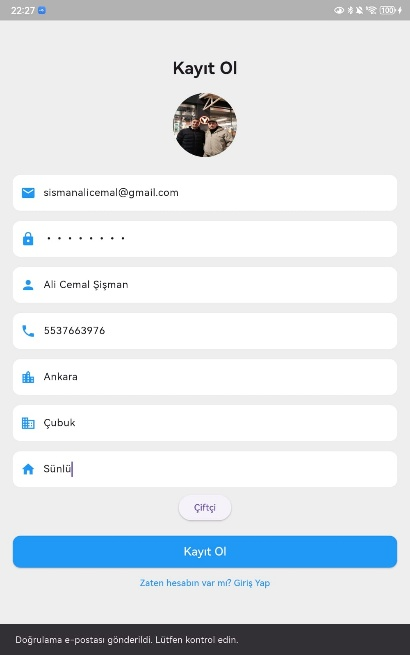 22:27
100
Kayıt Ol
sismanalicemal@gmail.com
Ali Cemal Şişman
5537663976
Ankara
Çubuk
Sünlü
Çiftçi
Kayıt Ol
Zaten hesabın var mı? Giriş Yap
Doğrulama e-postası gönderildi. Lütfen kontrol edin.